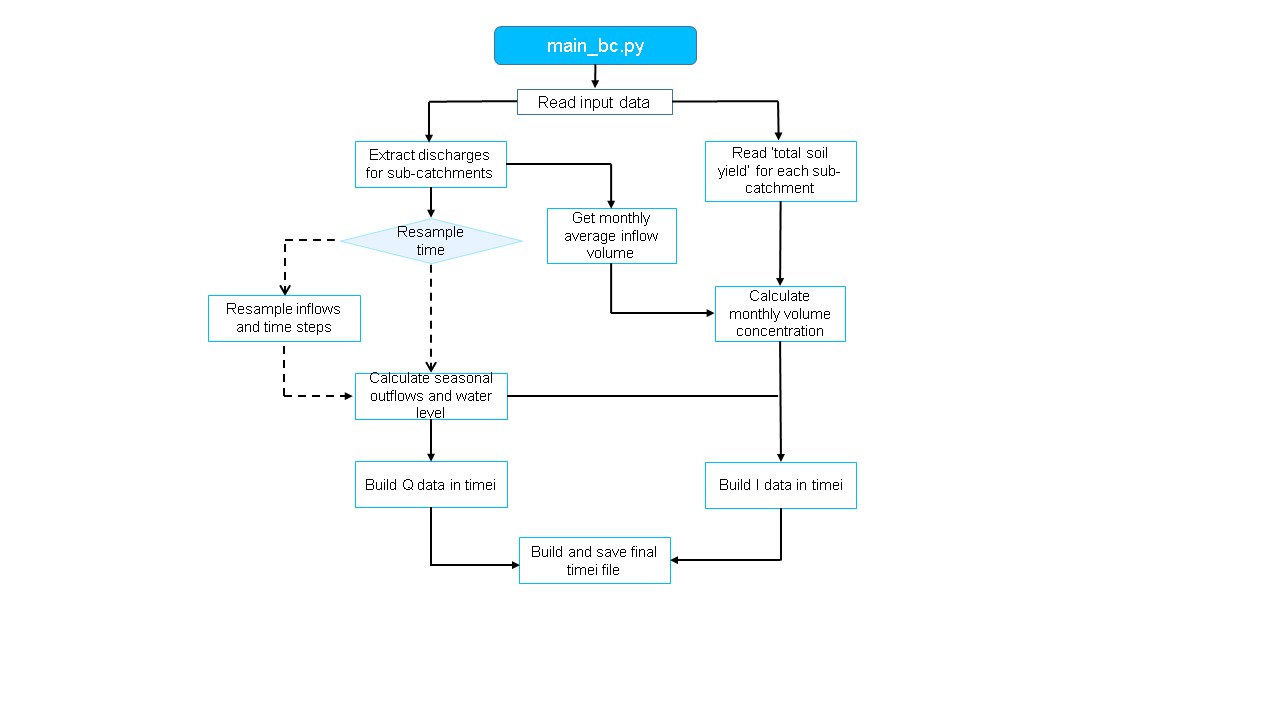 main_bc.py
Read input data
Extract discharges
for sub-catchments
Read 'total soil
yield' for each sub-
catchment
Get monthly
average inflow
volume
Resample
time
Resample inflows
and time steps
Calculate
monthly volume
concentration
Calculate seasonal
outflows and water
level
Build Q data in timei
Build I data in timei
Build and save final
timei file